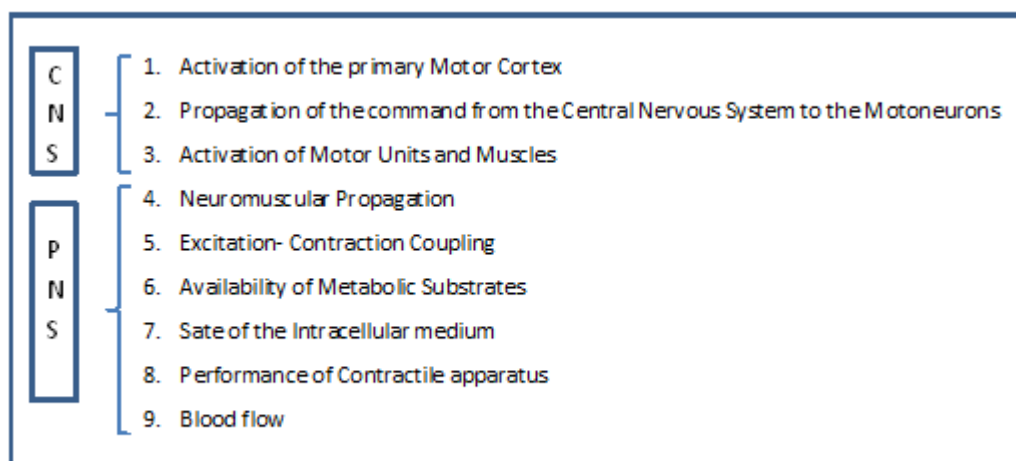 CNS
1. Activation of the primary Motor Cortex
2. Propagation of the command from the Central Nervous System to the Motoneurons
3. Activation of Motor Units and Muscles
PNS
4. Neuromuscular Propagation
5. Excitation- Contraction Coupling
6. Availability of Metabolic Substrates
7. Sate of the Intracellular medium
8. Performance of Contractile apparatus
9. Blood flow